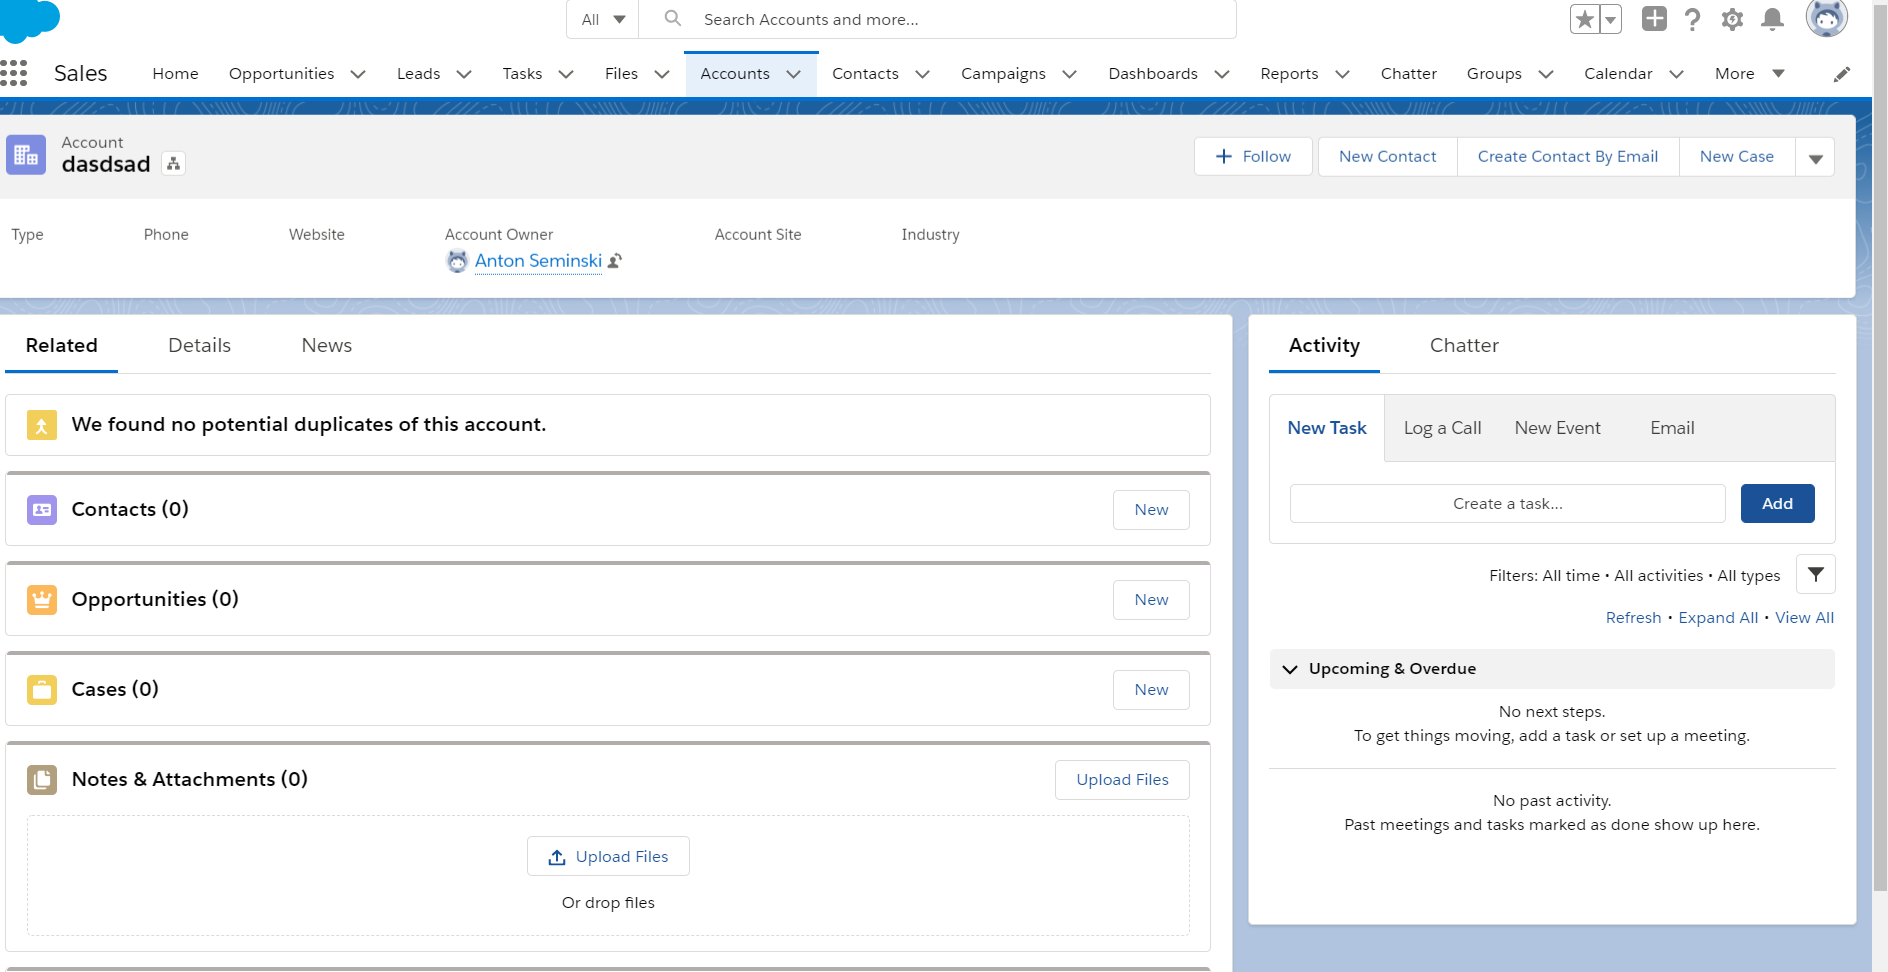 All
Search Accounts and more...
Sales
Home
Opportunities
Leads
Tasks
Files
Accounts
Contacts
Campaigns
Dashboards
Reports
Chatter
Groups
Calendar
More
Account
dasdsad
Follow
New Contact
Create Contact By Email
New Case
Type
Phone
Website
Account Owner
Account Site
Industry
Anton Seminski
Related
Details
News
We found no potential duplicates of this account.
Contacts (0)
New
Opportunities (0)
New
Cases (0)
New
Notes & Attachments (0)
Upload Files
Upload Files
Or drop files
Activity
Chatter
New Task
Log a Call
New Event
Email
Create a task...
Add
Filters: All time • All activities • All types
Refresh • Expand All • View All
Upcoming & Overdue
No next steps.
To get things moving, add a task or set up a meeting.
No past activity.
Past meetings and tasks marked as done show up here.